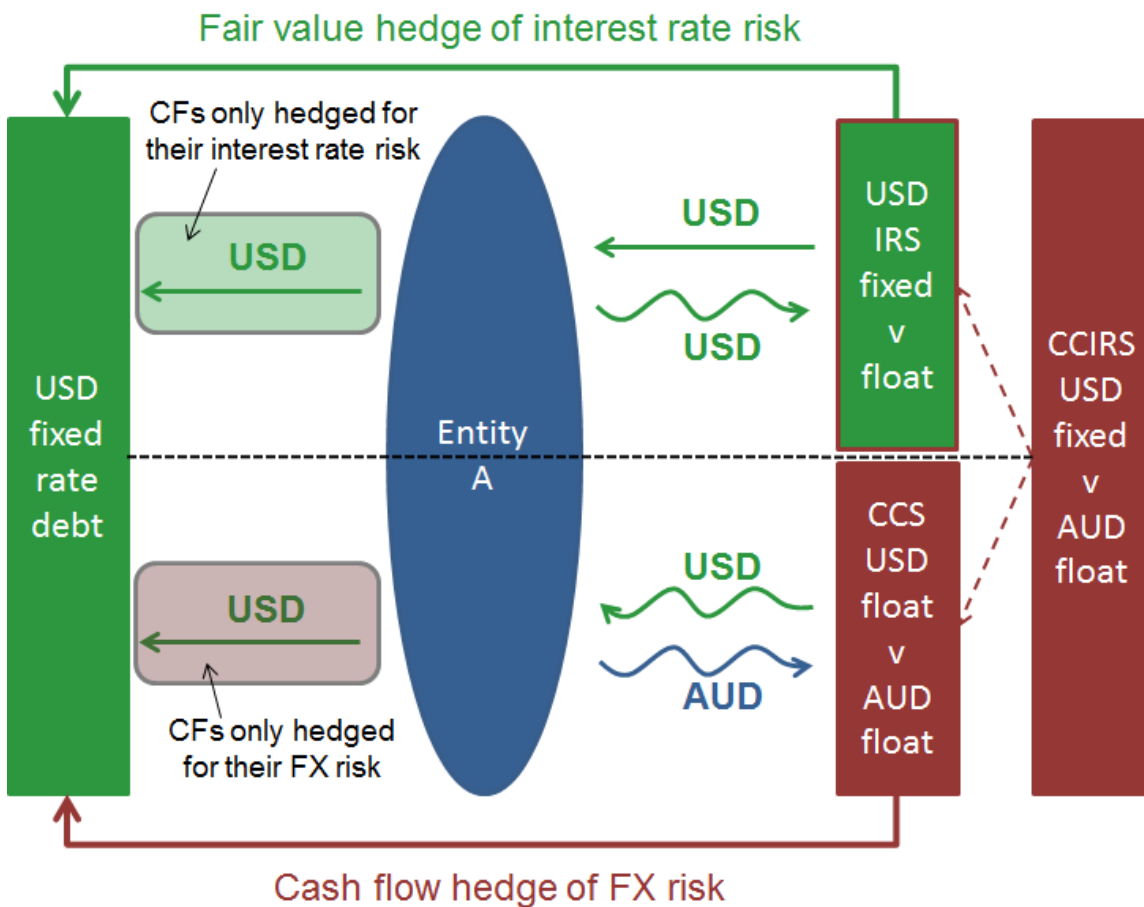 Fair value hedge of interest rate risk
CFs only hedged for
their interest rate risk
USD
USD
fixed
rate
debt
USD
CFs only hedged
for their FX risk
Entity
A
USD
USD
USD
AUD
USD
IRS
fixed
v
float
CCS
USD
float
v
AUD
float
CCIRS
USD
fixed
v
AUD
float
Cash flow hedge of FX risk